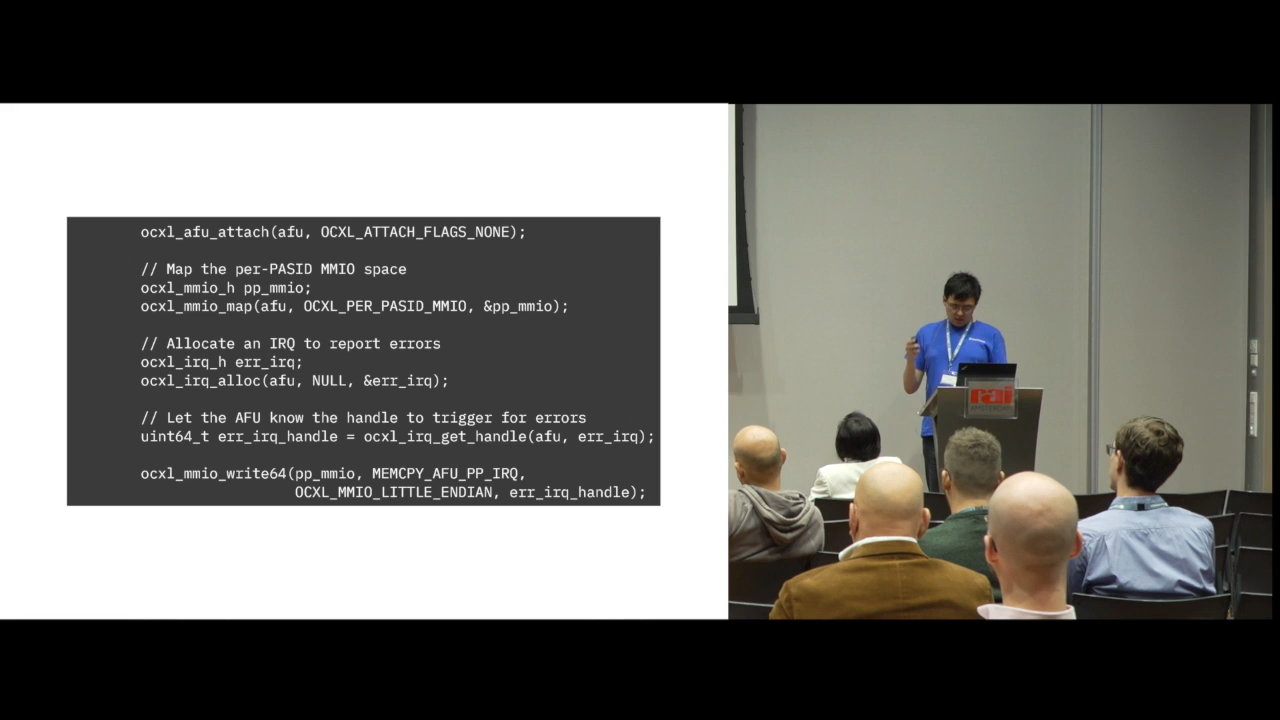 ocxl_afu_attach(afu, OCXL_ATTACH_FLAGS_NONE);
// Map the per-PASID MMIO space
ocxl_mmio_h pp_mmio;
ocxl_mmio_map(afu, OCXL_PER_PASID_MMIO, &pp_mmio);
// Allocate an IRQ to report errors
ocxl_irq_h err_irq;
ocxl_irq_alloc(afu, NULL, &err_irq);
// Let the AFU know the handle to trigger for errors
uint64_t err_irq_handle = ocxl_irq_get_handle(afu, err_irq);
ocxl_mmio_write64(pp_mmio, MEMCPY_AFU_PP_IRQ,
OCXL_MMIO_LITTLE_ENDIAN, err_irq_handle);
rai
AMSTERDAM